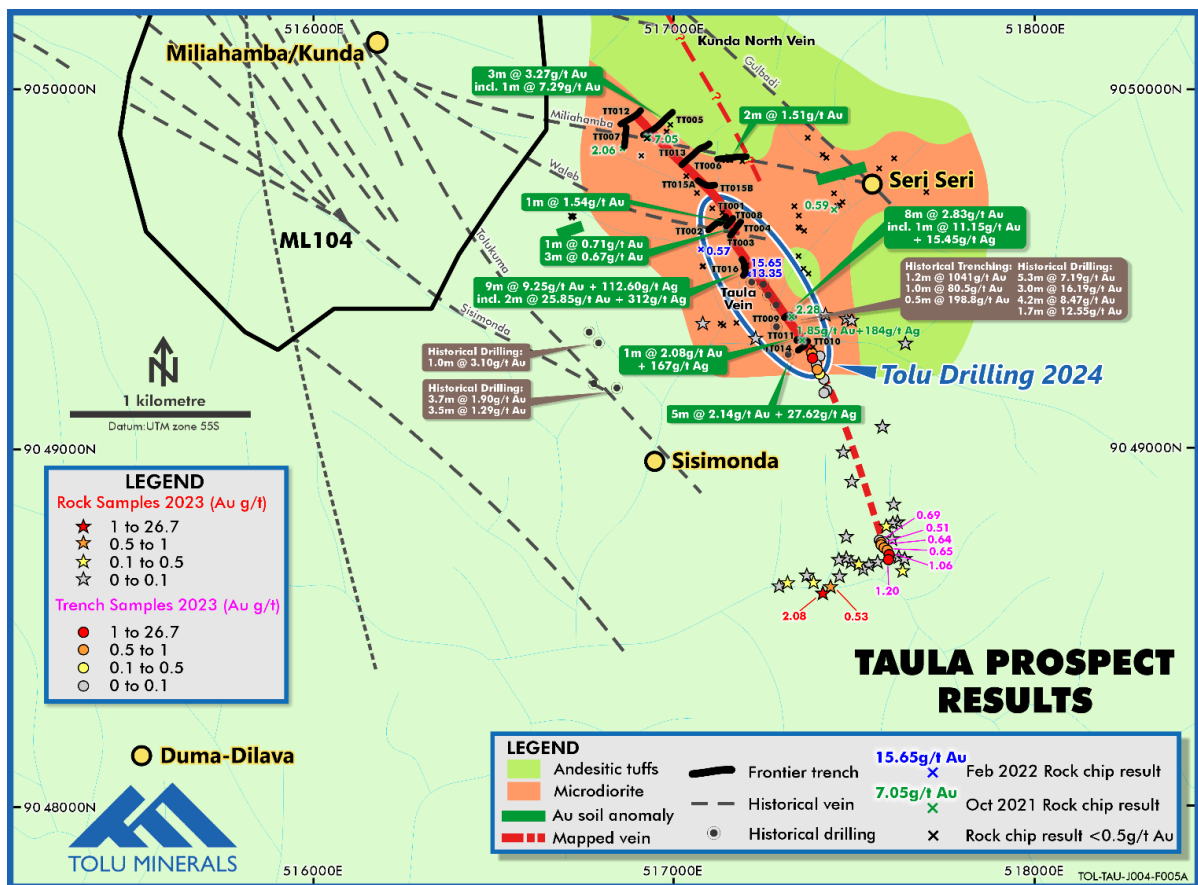 516000E
517000E
518000E
Miliahamba/Kunda
Kunda North Vein
?
Gulbadi
9050000N
9050000N
3m @ 3.27g/t Au
incl. 1m @ 7.29g/t Au
TT012
TT005
Miliahamba
2m @ 1.51g/t Au
TT007
7.05
2.06
TT013
TT006
?
Waleb
TT015A
TT015B
Seri Seri
1m @ 1.54g/t Au
TT001
TT008
0.59
8m @ 2.83g/t Au
incl. 1m @ 11.15g/t Au
+ 15.45g/t Ag
ML104
TT002
TT004
TT003
1m @ 0.71g/t Au
3m @ 0.67g/t Au
Tolukuma
0.57
TT016
15.65
13.35
Historical Trenching:
1.2m @ 1041g/t Au
1.0m @ 80.5g/t Au
0.5m @ 198.8g/t Au
Historical Drilling:
5.3m @ 7.19g/t Au
3.0m @ 16.19g/t Au
4.2m @ 8.47g/t Au
1.7m @ 12.55g/t Au
9m @ 9.25g/t Au + 112.60g/t Ag
incl. 2m @ 25.85g/t Au + 312g/t Ag
Taula
Vein
Sisimonda
2.28
TT009
1.85g/t Au+184g/t Ag
TT011
TT010
TT014
N
Historical Drilling:
1.0m @ 3.10g/t Au
1m @ 2.08g/t Au
+ 167g/t Ag
Tolu Drilling 2024
1 kilometre
Datum:UTM zone 55S
Historical Drilling:
3.7m @ 1.90g/t Au
3.5m @ 1.29g/t Au
5m @ 2.14g/t Au + 27.62g/t Ag
9049000N
9049000N
Sisimonda
LEGEND
Rock Samples 2023 (Au g/t)
1 to 26.7
0.5 to 1
0.1 to 0.5
0 to 0.1
Trench Samples 2023 (Au g/t)
1 to 26.7
0.5 to 1
0.1 to 0.5
0 to 0.1
0.69
0.51
0.64
0.65
1.06
1.20
2.08
0.53
TAULA PROSPECT
RESULTS
Duma-Dilava
TOLU MINERALS
LEGEND
Andesitic tuffs
Microdiorite
Au soil anomaly
Mapped vein
Frontier trench
Historical vein
Historical drilling
15.65g/t Au
Feb 2022 Rock chip result
7.05g/t Au
Oct 2021 Rock chip result
Rock chip result <0.5g/t Au
9048000N
9048000N
516000E
517000E
518000E
TOL-TAU-J004-F005A